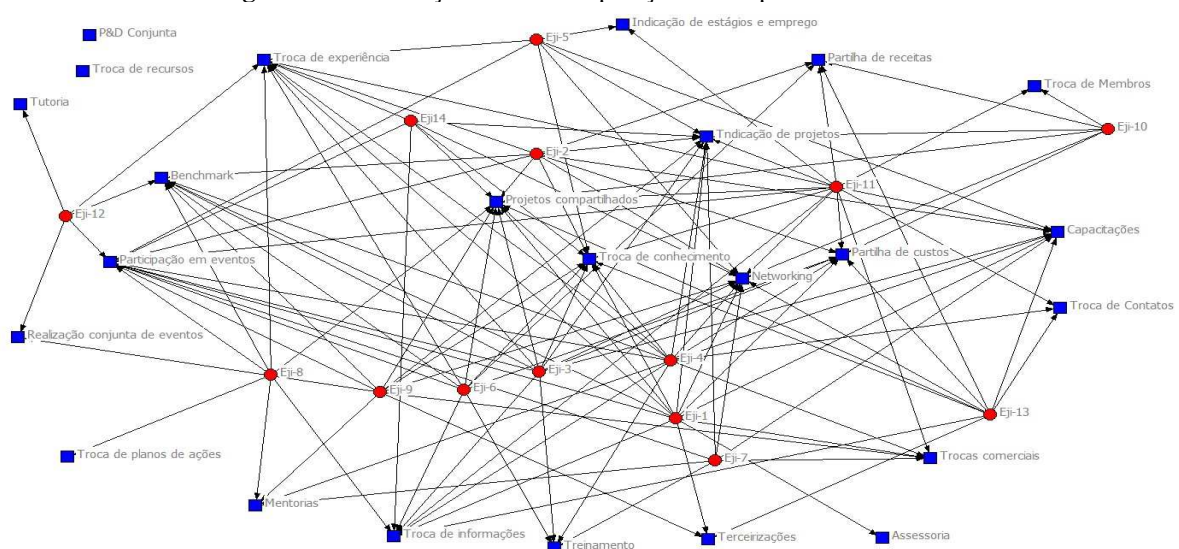 Indicação de estágios e emprego
P&D Conjunta
Eji-5
Troca de experiência
Partilha de receitas
Troca de recursos
Troca de Membros
Tutoria
Eji14
Eji-10
Tndicação de projetos
Eji-2
Benchmark
Eji-11
Projetos compartilhados
Eji-12
Capacitações
Partilha de custos
Troca de conhecimento
Participação em eventos
Networking
Troca de Contatos
Realização conjunta de eventos
Eji-4
Eji-3
Eji-8
Eji-9
Eji-6
Eji-13
Eji-1
Troca de planos de ações
Eji-7
Trocas comerciais
Mentorias
Troca de informações
Assessoria
Terceirizações
Treinamento